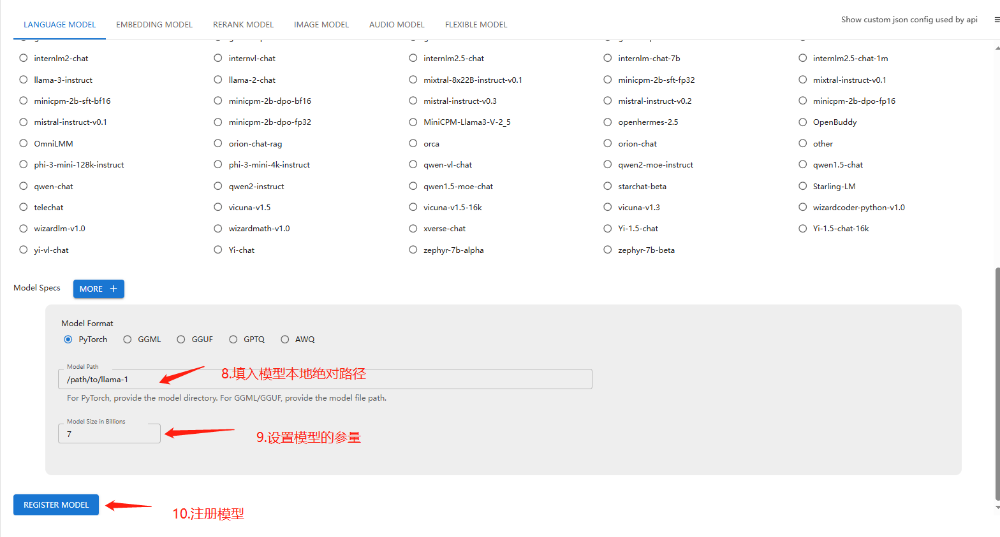 LANGUAGE MODEL EMBEDDING MODEL RERANK MODEL IMAGE MODEL AUDIO MODEL FLEXIBLE MODEL Show custom json config used by api
internlm2-chat internvl-chat internlm2.5-chat internlm-chat-7b internlm2.5-chat-1m
llama-3-instruct llama-2-chat mixtral-8x22B-instruct-v0.1 minicpm-2b-sft-fp32 mixtral-instruct-v0.1
minicpm-2b-sft-bf16 minicpm-2b-dpo-bf16 mistral-instruct-v0.3 mistral-instruct-v0.2 minicpm-2b-dpo-fp16
mistral-instruct-v0.1 minicpm-2b-dpo-fp32 MiniCPM-Llama3-V-2_5 openhermes-2.5 OpenBuddy
OmniLMM orion-chat-rag orca orion-chat other
phi-3-mini-128k-instruct phi-3-mini-4k-instruct qwen-vl-chat qwen2-moe-instruct qwen1.5-chat
qwen-chat qwen2-instruct qwen1.5-moe-chat starchat-beta Starling-LM
telechat vicuna-v1.5 vicuna-v1.5-16k vicuna-v1.3 wizardcoder-python-v1.0
wizardlm-v1.0 wizardmath-v1.0 xverse-chat Yi-1.5-chat Yi-1.5-chat-16k
yi-vl-chat Yi-chat zephyr-7b-alpha zephyr-7b-beta
Model Specs MORE +
Model Format
PyTorch GGML GGUF GPTQ AWQ
Model Path
/path/to/llama-1 8.填入模型本地绝对路径
For PyTorch, provide the model directory. For GGML/GGUF, provide the model file path.
Model Size in Billions
7 9.设置模型的参量
REGISTER MODEL 10.注册模型